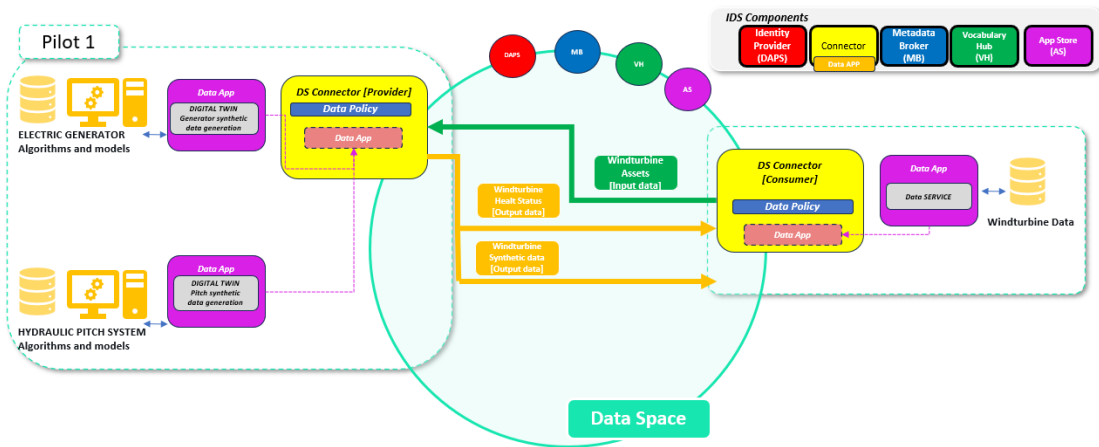 Pilot 1
ELECTRIC GENERATOR
Algorithms and models
Data App
DIGITAL TWIN
Generator synthetic
data generation
DS Connector [Provider]
Data Policy
Data App
HYDRAULIC PITCH SYSTEM
Algorithms and models
Data App
DIGITAL TWIN
Pitch synthetic
data generation
DAPS
MB
VH
AS
Windturbine
Assets
[Input data]
Windturbine
Healt Status
[Output data]
Windturbine
Synthetic data
[Output data]
Data Space
IDS Components
Identity
Provider
(DAPS)
Connector
Data APP
Metadata
Broker
(MB)
Vocabulary
Hub
(VH)
App Store
(AS)
DS Connector
[Consumer]
Data Policy
Data App
Data App
Data SERVICE
Windturbine Data